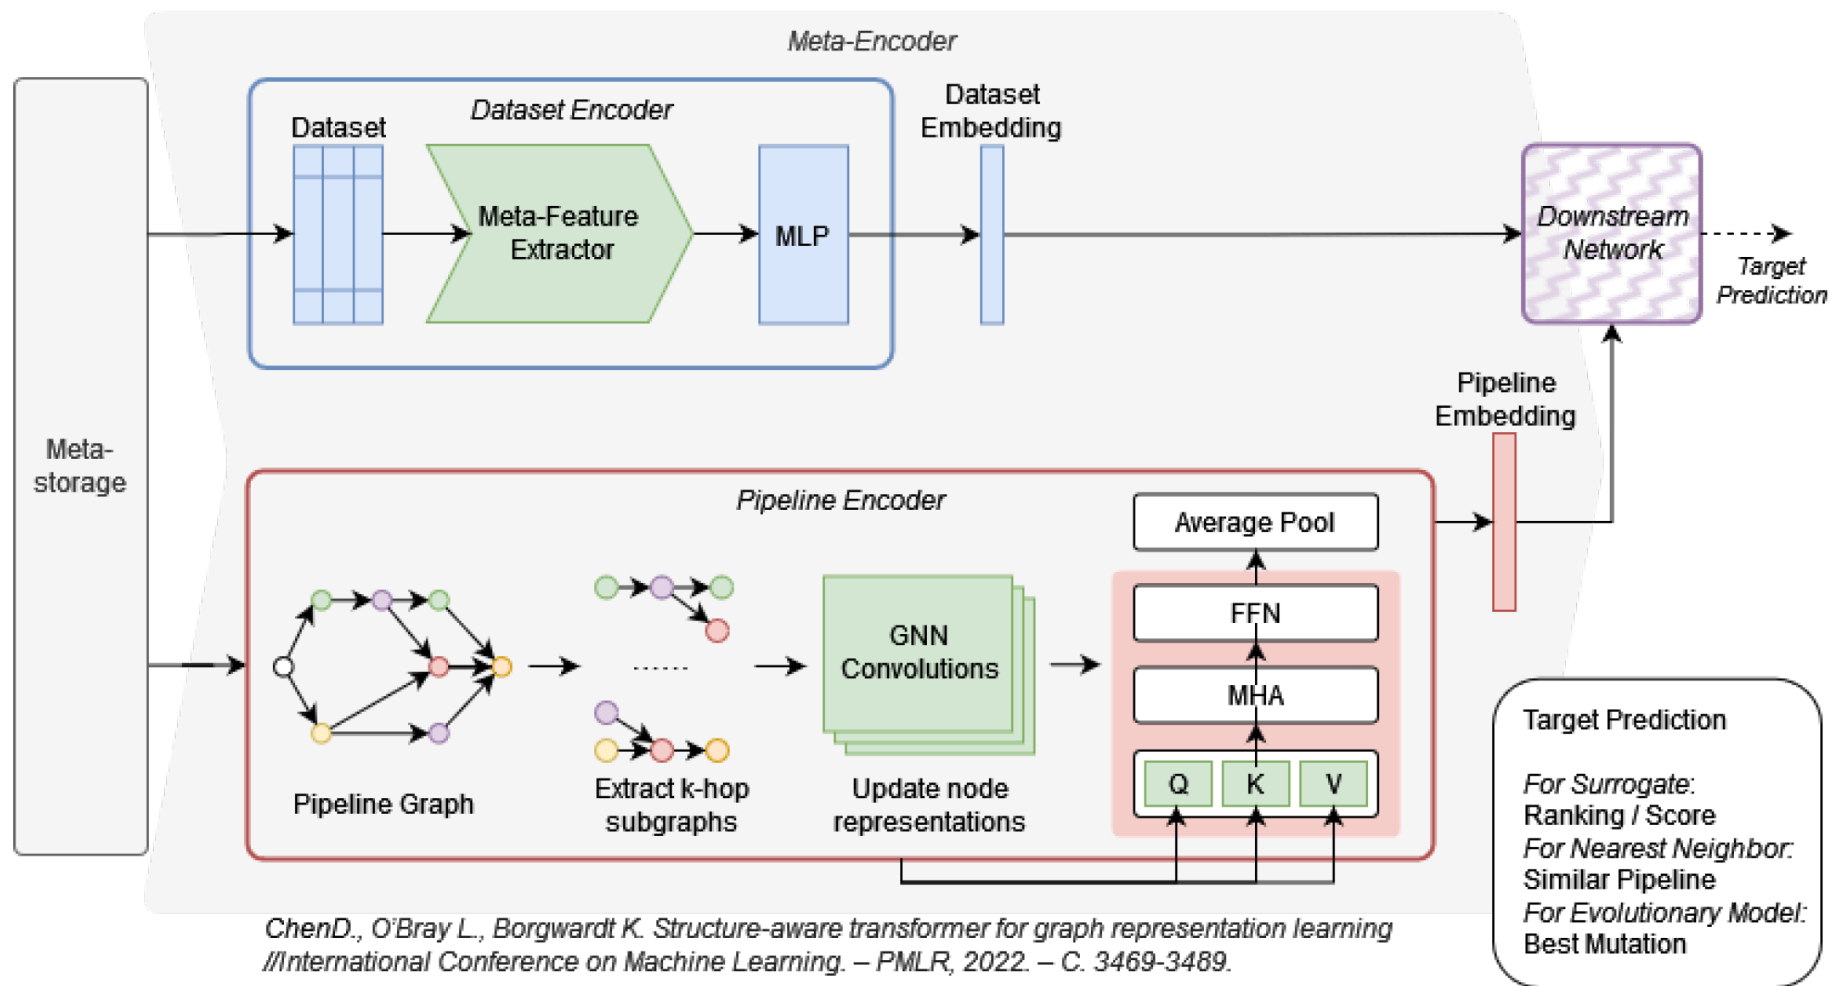 Meta-Encoder
Meta-
storage
Dataset Encoder
Dataset
Meta-Feature
Extractor
MLP
Dataset
Embedding
Downstream
Network
Target
Prediction
Pipeline
Embedding
Pipeline Encoder
Pipeline Graph
......
Extract k-hop
subgraphs
GNN
Convolutions
Update node
representations
Average Pool
FFN
MHA
Q K V
Target Prediction
For Surrogate:
Ranking / Score
For Nearest Neighbor:
Similar Pipeline
For Evolutionary Model:
Best Mutation
ChenD., O'Bray L., Borgwardt K. Structure-aware transformer for graph representation learning
//International Conference on Machine Learning. – PMLR, 2022. – C. 3469-3489.